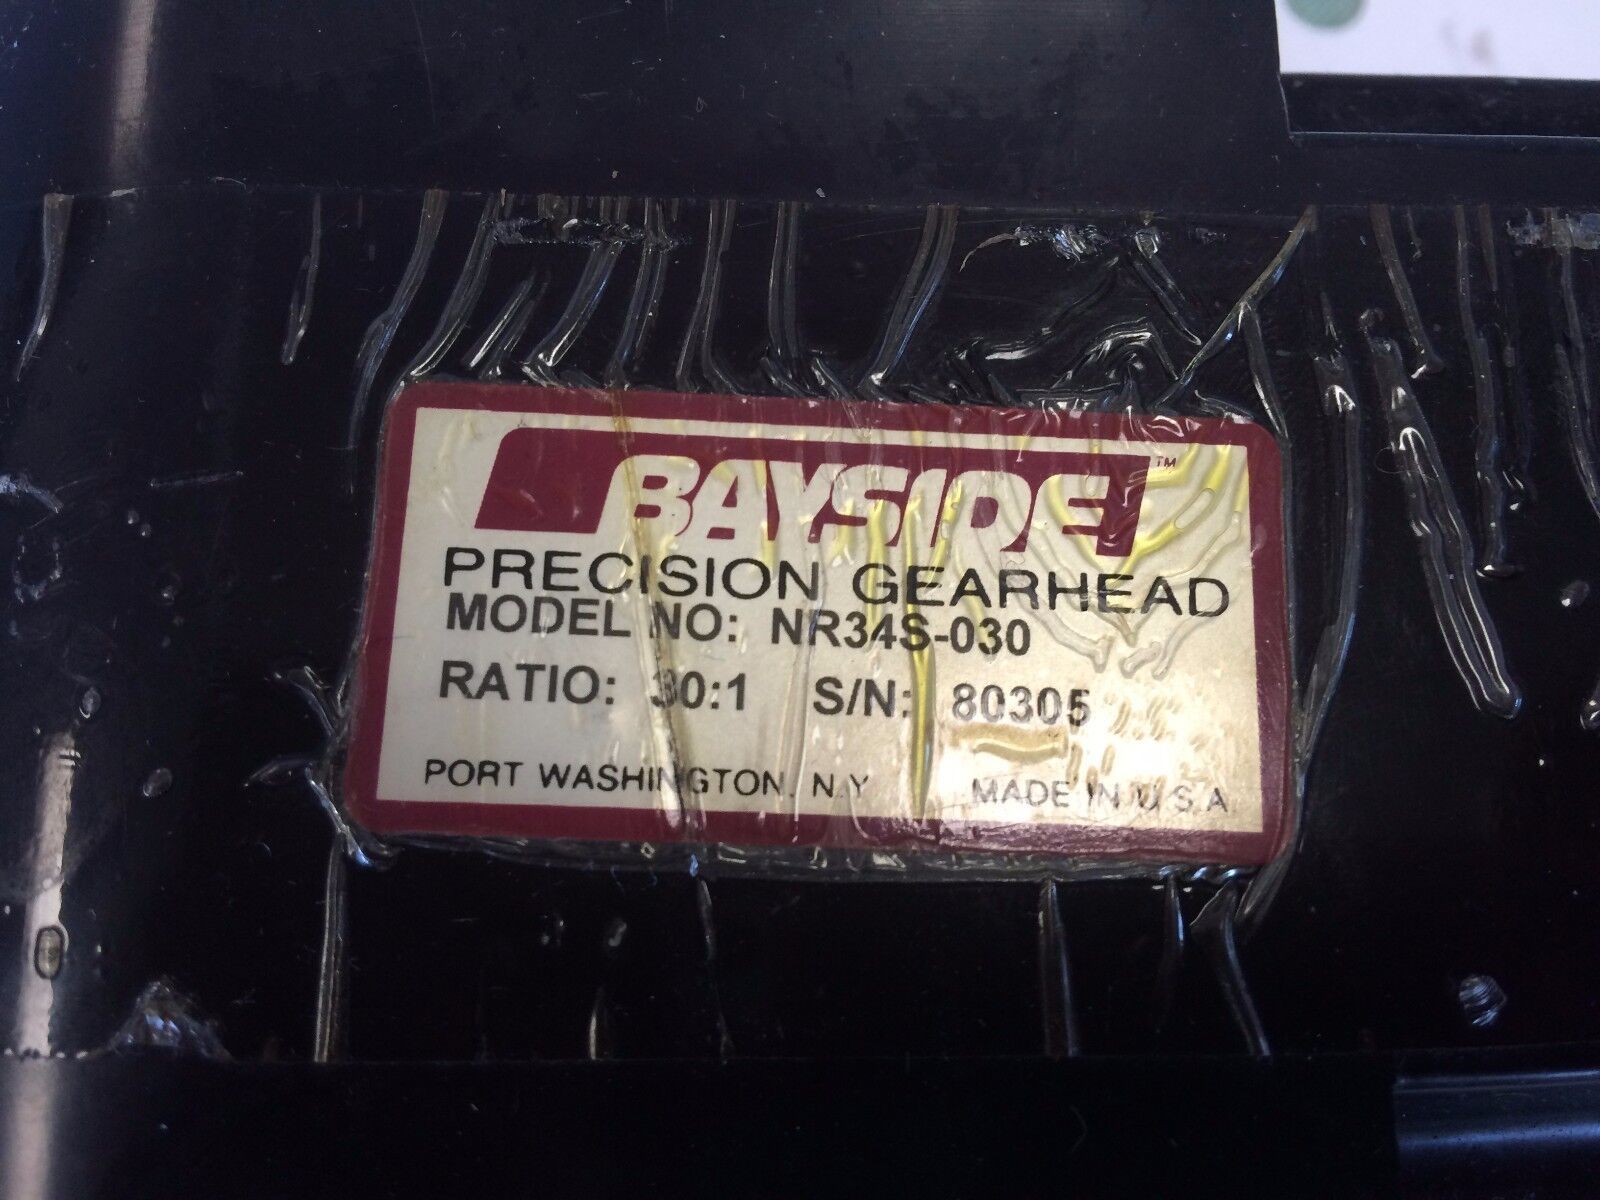 BAYSIDE™
PRECISION GEARHEAD
MODEL NO: NR34S-030
RATIO: 30:1 S/N: 80305
PORT WASHINGTON, N.Y MADE IN U.S.A